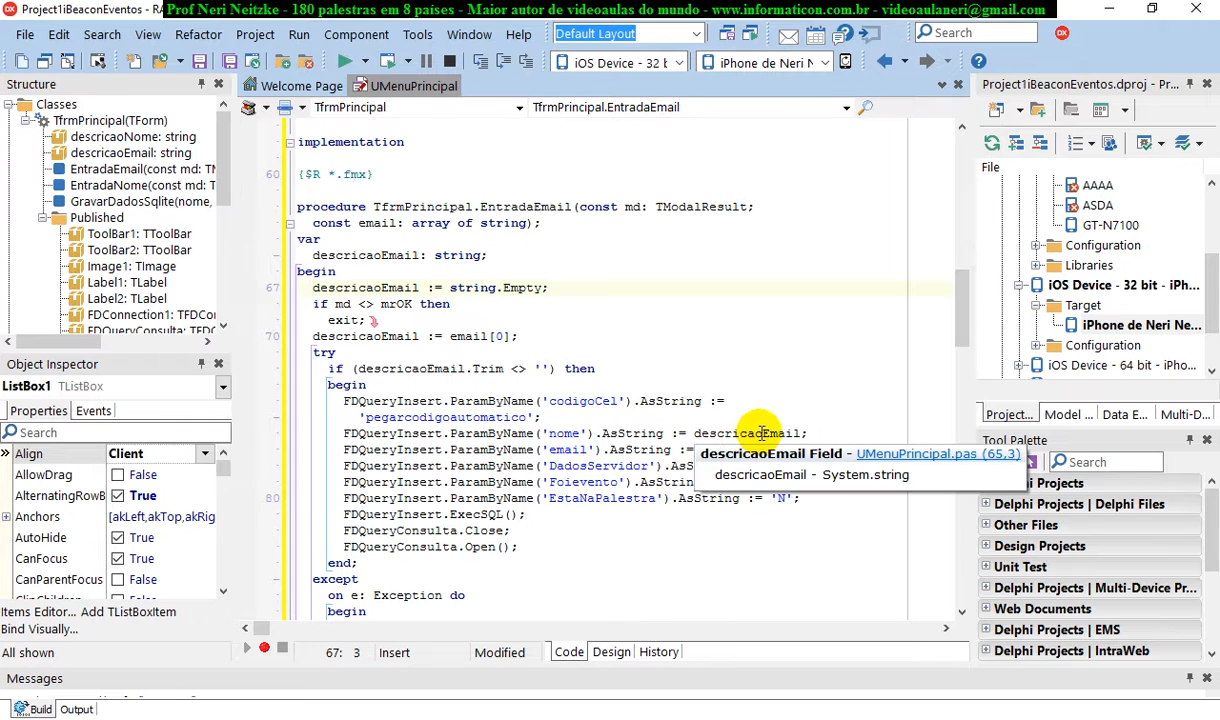 Project1iBeaconEventos - RA
Prof Neri Neitzke - 180 palestras em 8 países - Maior autor de videoaulas do mundo - www.informaticon.com.br - videoaulaneri@gmail.com
File Edit Search View Refactor Project Run Component Tools Window Help
Default Layout
Search
iOS Device - 32 b
iPhone de Neri N
Structure
Welcome Page
UMenuPrincipal
Project1iBeaconEventos.dproj - Pr...
Classes
TfrmPrincipal(TForm)
descricaoNome: string
descricaoEmail: string
EntradaEmail(const md: TM
EntradaNome(const md: T
GravarDadosSqlite(nome,
Published
ToolBar1: TToolBar
ToolBar2: TToolBar
Image1: TImage
Label1: TLabel
Label2: TLabel
FDConnection1: TFDConn
FDQueryConsulta: TFDC
Object Inspector
ListBox1 TListBox
Properties Events
Search
Align Client
AllowDrag False
AlternatingRowB True
Anchors [akLeft,akTop,akRig
AutoHide True
CanFocus True
CanParentFocus False
ClipChildren
Items Editor... Add TListBoxItem
Bind Visually...
All shown
TfrmPrincipal
TfrmPrincipal.EntradaEmail
implementation
60 {$R *.fmx}
procedure TfrmPrincipal.EntradaEmail(const md: TModalResult;
const email: array of string);
var
descricaoEmail: string;
begin
67 descricaoEmail := string.Empty;
if md <> mrOK then
exit;
70 descricaoEmail := email[0];
try
if (descricaoEmail.Trim <> '') then
begin
FDQueryInsert.ParamByName('codigoCel').AsString :=
'pegarcodigoautomatico';
FDQueryInsert.ParamByName('nome').AsString := descricaoEmail;
FDQueryInsert.ParamByName('email').AsString :=
FDQueryInsert.ParamByName('DadosServidor').AsS
FDQueryInsert.ParamByName('Foievento').AsStrin
80 FDQueryInsert.ParamByName('EstaNaPalestra').AsString := 'N';
FDQueryInsert.ExecSQL();
FDQueryConsulta.Close;
FDQueryConsulta.Open();
end;
except
on e: Exception do
begin
descricaoEmail Field - UMenuPrincipal.pas (65,3)
descricaoEmail - System.string
67: 3 Insert Modified Code Design History
File
AAAA
ASDA
GT-N7100
Configuration
Libraries
iOS Device - 32 bit - iPh...
Target
iPhone de Neri Ne...
Configuration
iOS Device - 64 bit - iPho...
Project... Model ... Data E... Multi-D...
Tool Palette
Search
Delphi Projects
Delphi Projects | Delphi Files
Other Files
Design Projects
Unit Test
Delphi Projects | Multi-Device Pr...
Web Documents
Delphi Projects | EMS
Delphi Projects | IntraWeb
Messages
Build Output